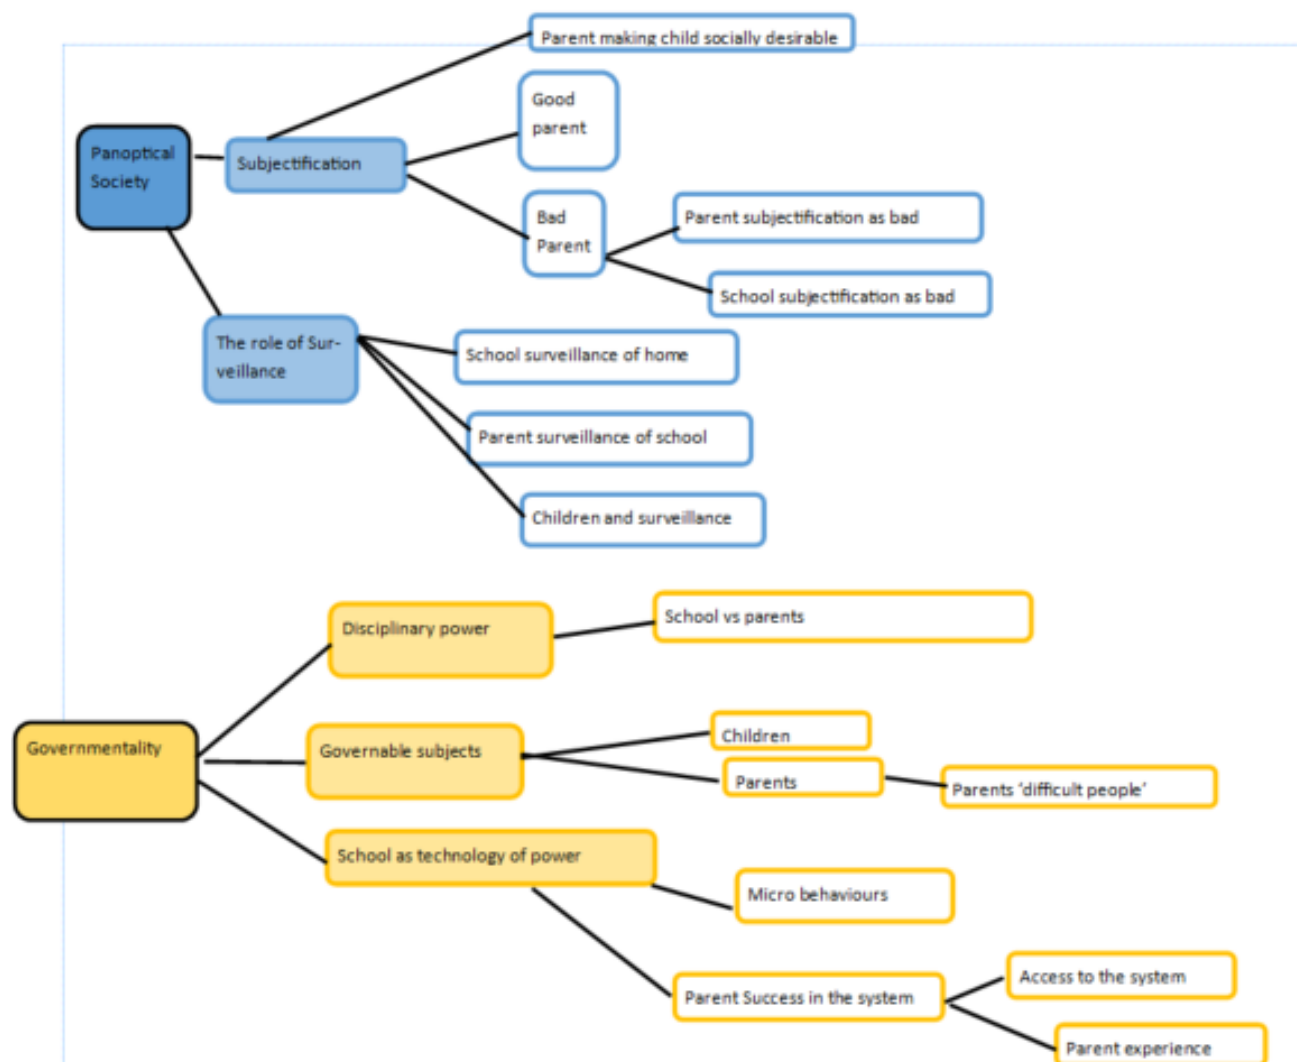 Parent making child socially desirable
Good
parent
Panoptical
Society
Subjectification
Bad
Parent
Parent subjectification as bad
School subjectification as bad
The role of Sur-
veillance
School surveillance of home
Parent surveillance of school
Children and surveillance
Disciplinary power
School vs parents
Governmentality
Governable subjects
Children
Parents
Parents ‘difficult people’
School as technology of power
Micro behaviours
Parent Success in the system
Access to the system
Parent experience